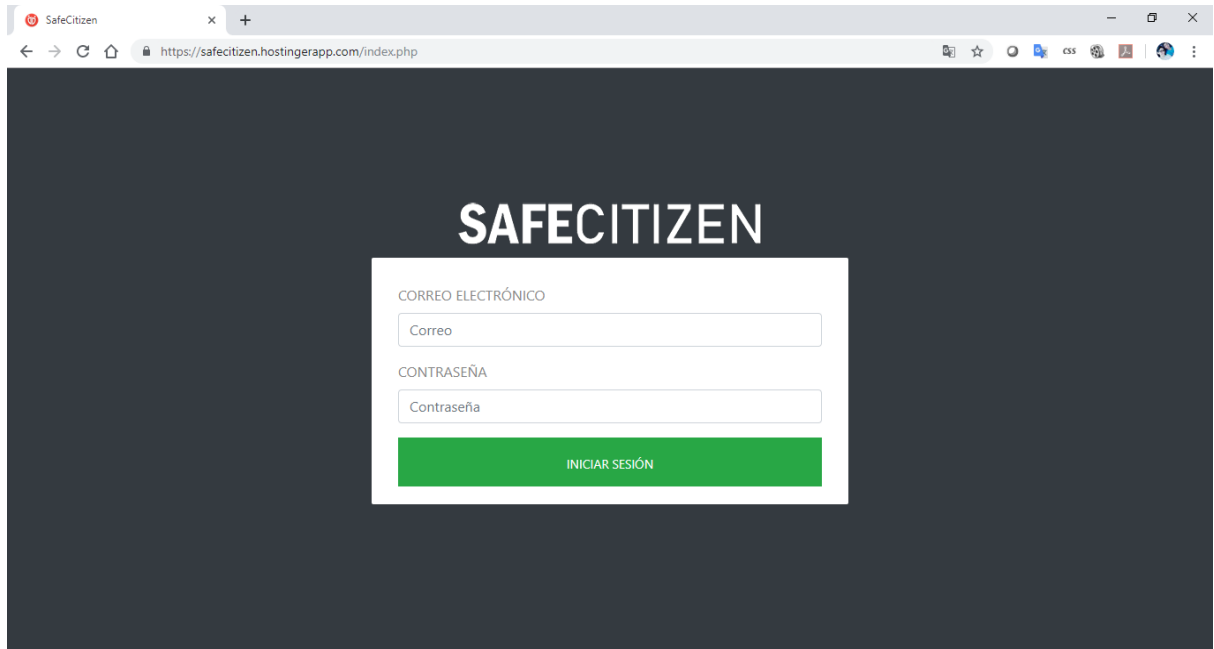 SafeCitizen
https://safecitizen.hostingerapp.com/index.php
CSS
SAFECITIZEN
CORREO ELECTRÓNICO
Correo
CONTRASEÑA
Contraseña
INICIAR SESIÓN